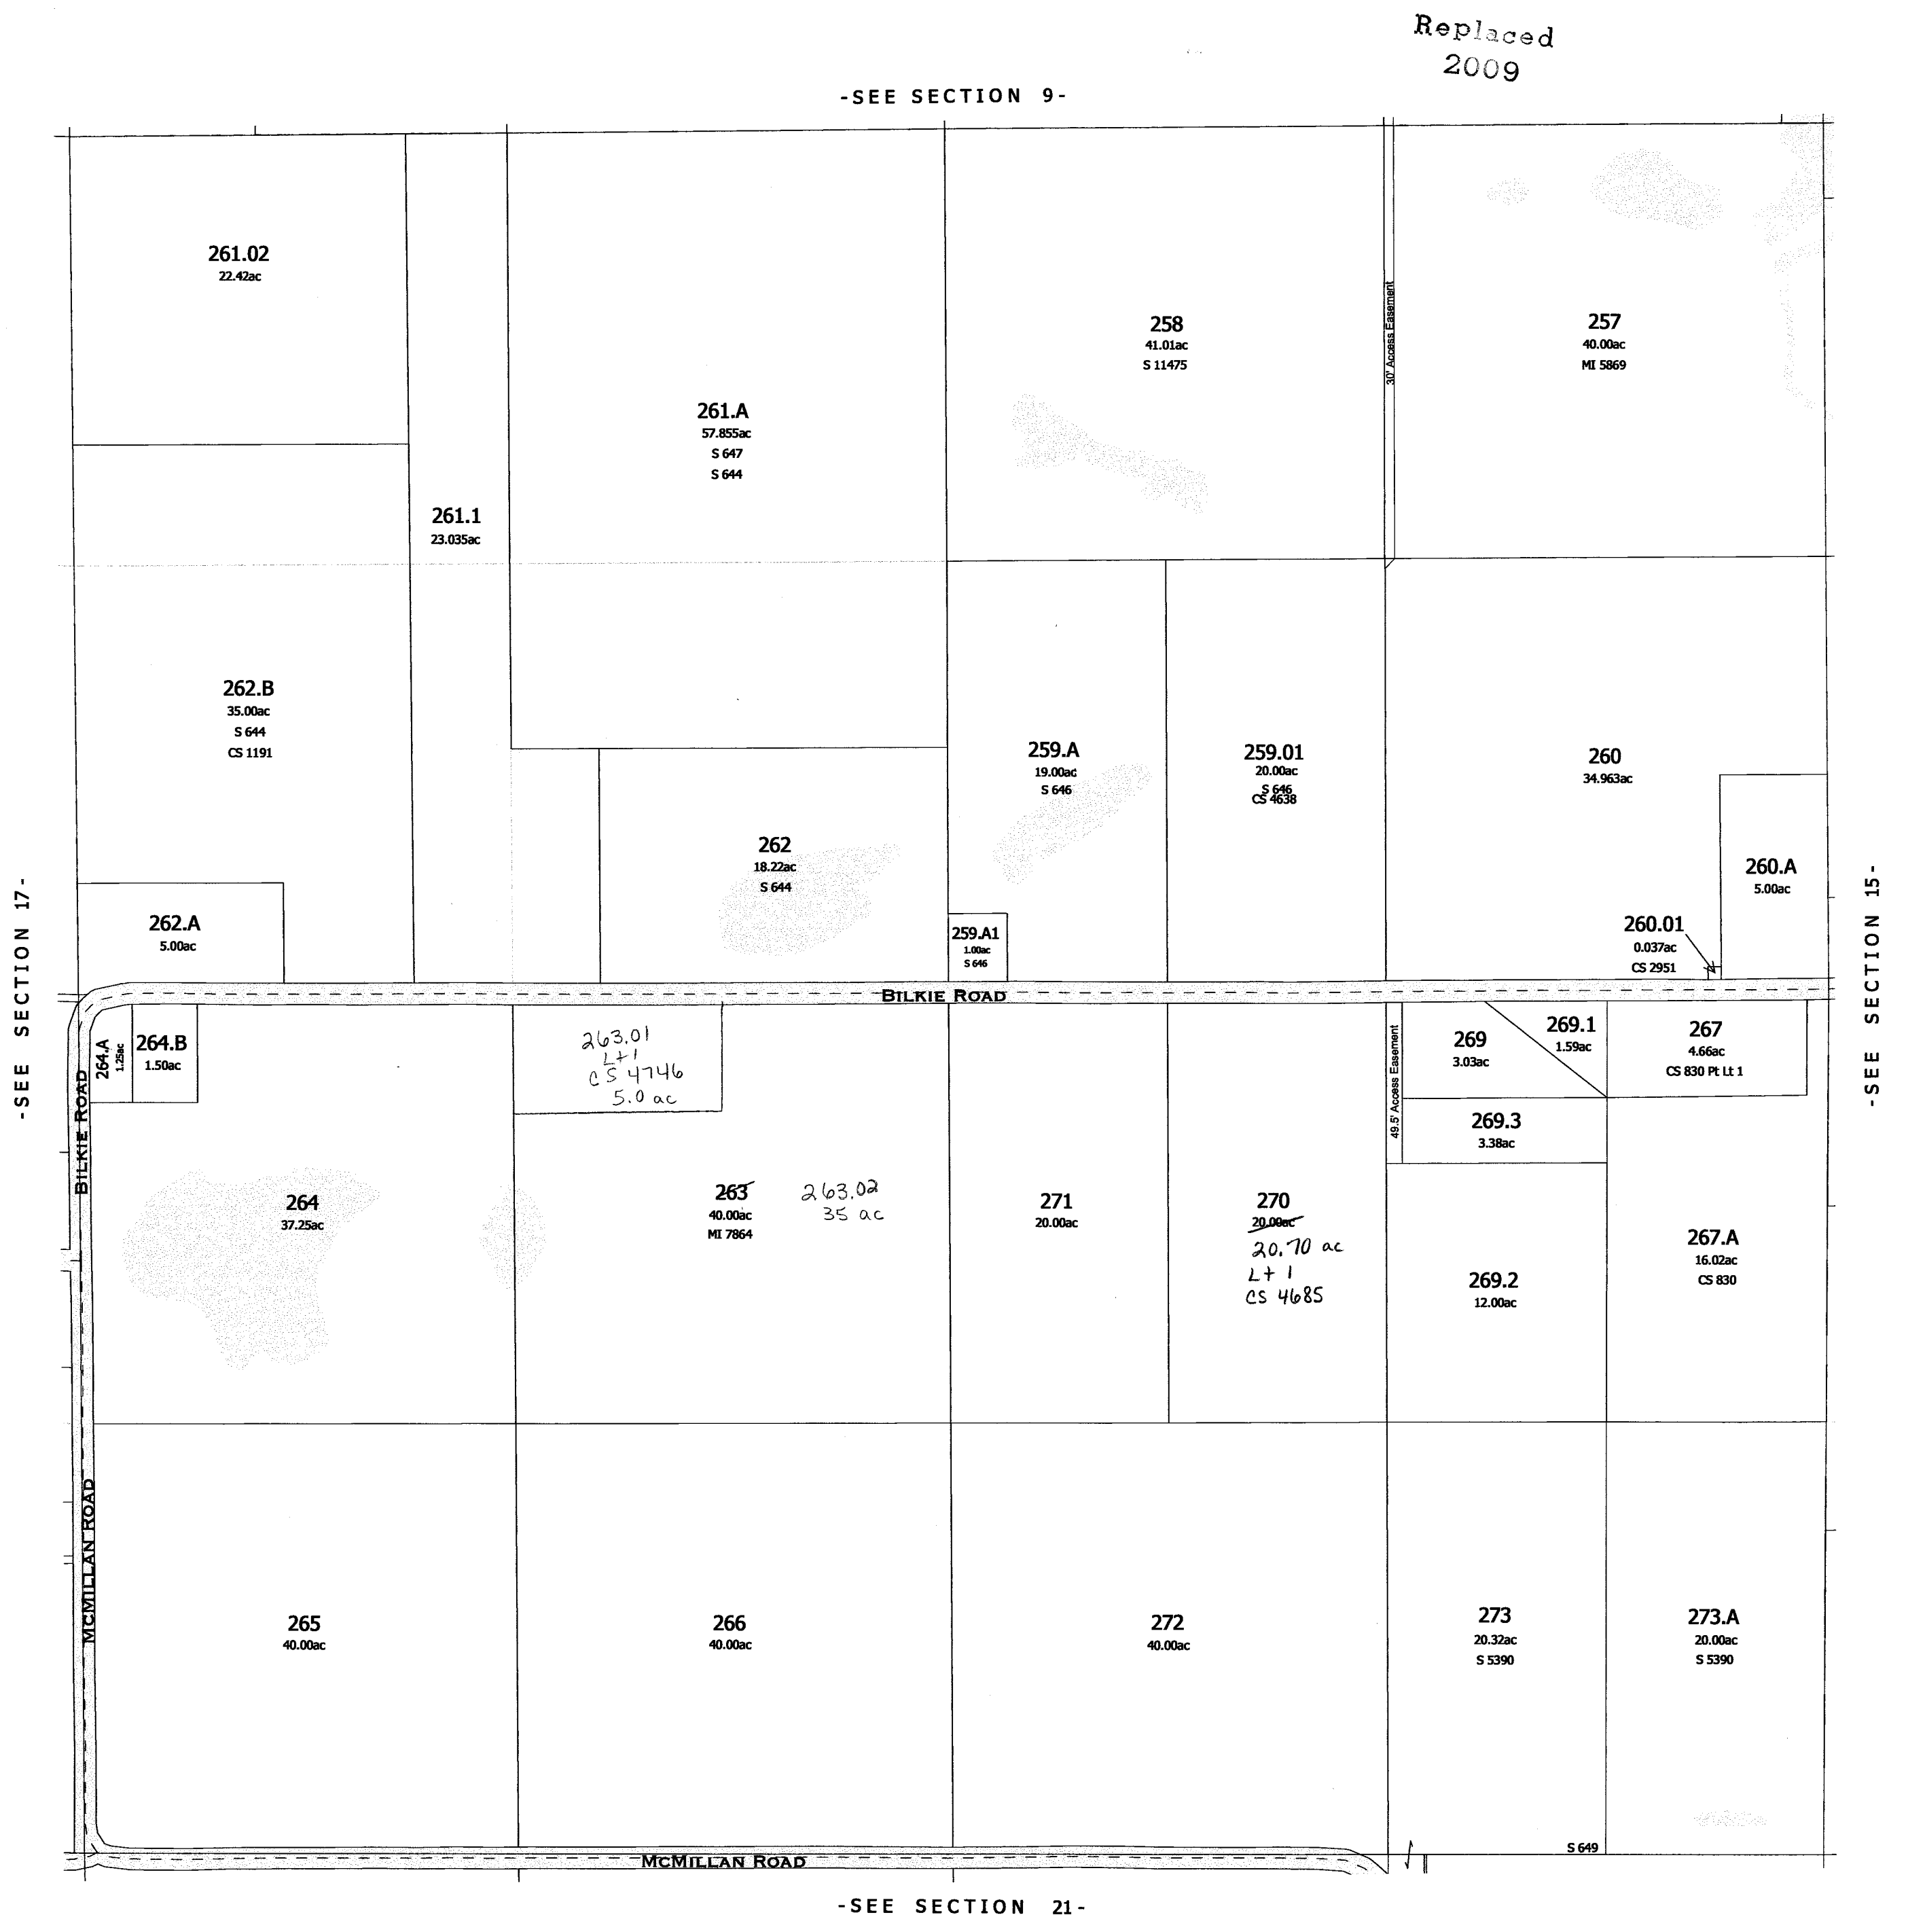 Replaced
2009
-SEE SECTION 9-
261.02
22.42ac
258
41.01ac
S 11475
30' Access Easement
257
40.00ac
MI 5869
261.A
57.855ac
S 647
S 644
261.1
23.035ac
262.B
35.00ac
S 644
CS 1191
259.A
19.00ac
S 646
259.01
20.00ac
S 646
CS 4638
260
34.963ac
262
18.22ac
S 644
260.A
5.00ac
262.A
5.00ac
259.A1
1.00ac
S 646
260.01
0.037ac
CS 2951
-SEE SECTION 17-
-SEE SECTION 15-
BILKIE ROAD
264.A
1.25ac
264.B
1.50ac
263.01
Lt 1
CS 4746
5.0 ac
49.5' Access Easement
269
3.03ac
269.1
1.59ac
267
4.66ac
CS 830 Pt Lt 1
269.3
3.38ac
BILKIE ROAD
264
37.25ac
263
40.00ac
MI 7864
263.02
35 ac
271
20.00ac
270
20.00ac
20.70 ac
Lt 1
CS 4685
269.2
12.00ac
267.A
16.02ac
CS 830
MCMILLAN ROAD
265
40.00ac
266
40.00ac
272
40.00ac
273
20.32ac
S 5390
273.A
20.00ac
S 5390
S 649
MCMILLAN ROAD
-SEE SECTION 21-